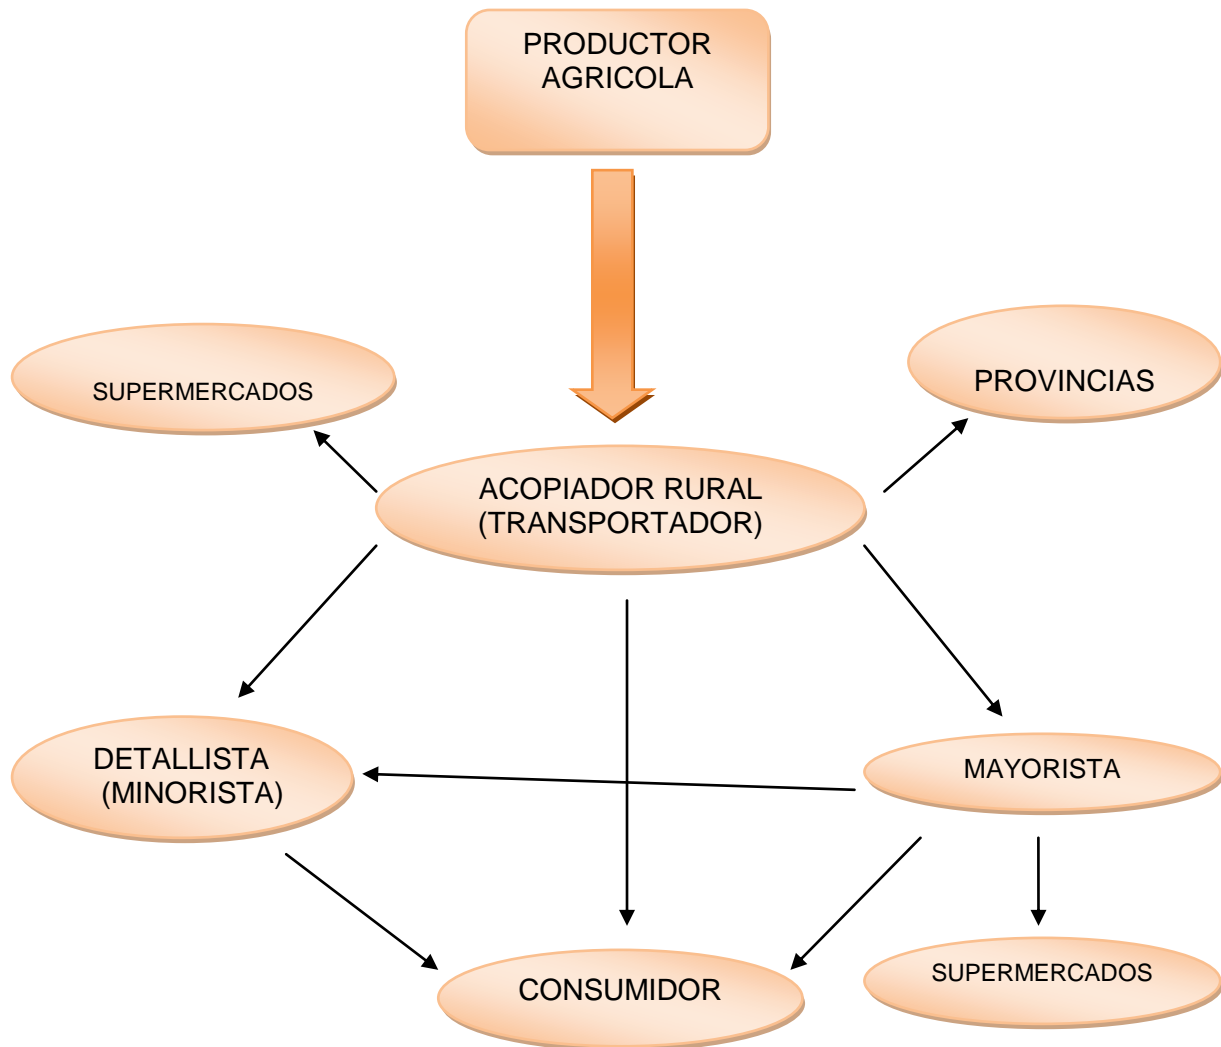 PRODUCTOR
AGRICOLA
SUPERMERCADOS
PROVINCIAS
ACOPIADOR RURAL
(TRANSPORTADOR)
DETALLISTA
(MINORISTA)
MAYORISTA
CONSUMIDOR
SUPERMERCADOS